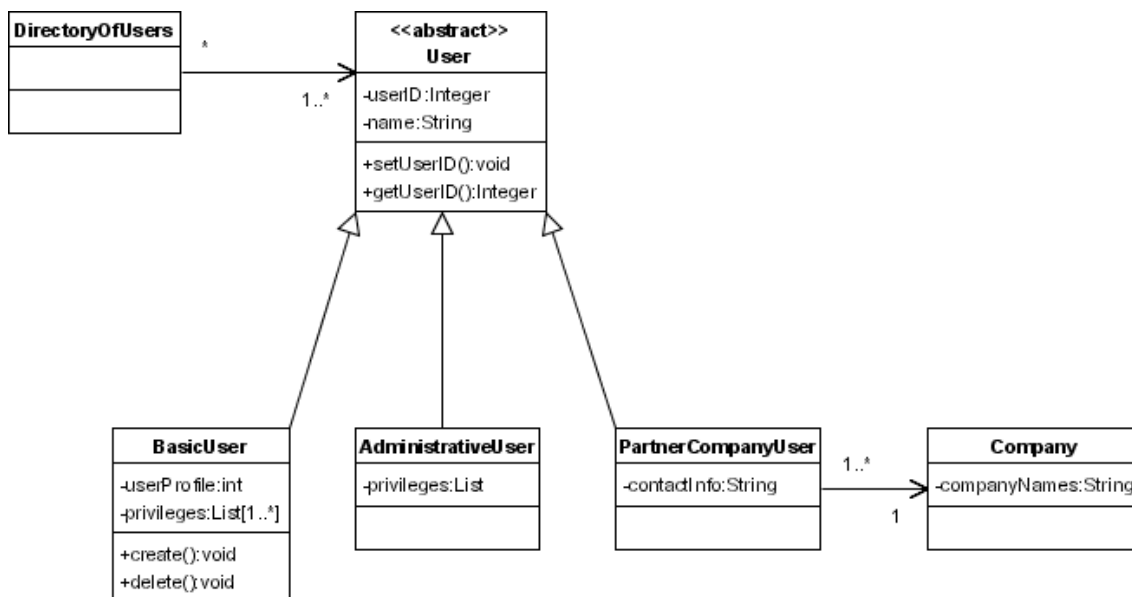 DirectoryOfUsers
*
1..*
<<abstract>>
User
-userID:Integer
-name:String
+setUserID():void
+getUserID():Integer
BasicUser
-userProfile:int
-privileges:List[1..*]
+create():void
+delete():void
AdministrativeUser
-privileges:List
PartnerCompanyUser
-contactInfo:String
1..*
1
Company
-companyNames:String